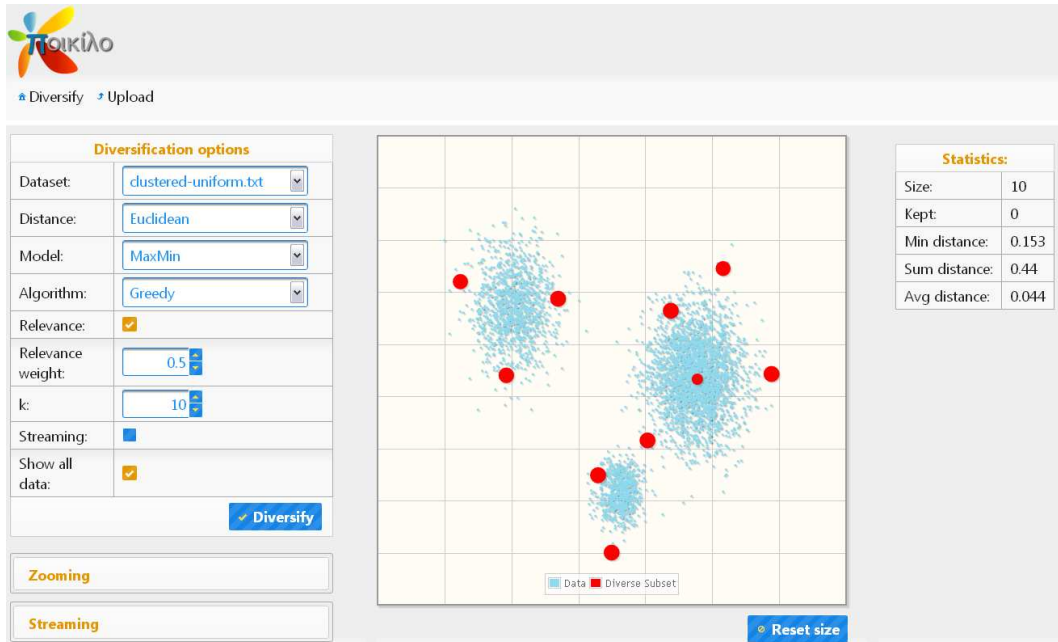 ποικίλο
Diversify Upload
Diversification options
Dataset: clustered-uniform.txt
Distance: Euclidean
Model: MaxMin
Algorithm: Greedy
Relevance:
Relevance
weight: 0.5
k: 10
Streaming:
Show all
data:
Diversify
Zooming
Streaming
Data Diverse Subset
Reset size
Statistics:
Size: 10
Kept: 0
Min distance: 0.153
Sum distance: 0.44
Avg distance: 0.044